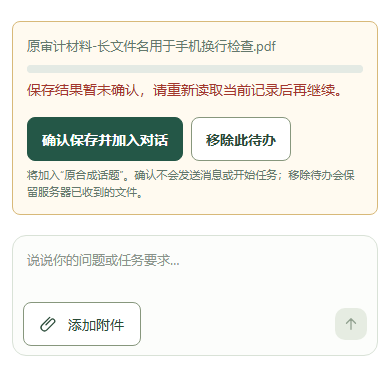 原审计材料-长文件名用于手机换行检查.pdf
保存结果暂未确认，请重新读取当前记录后再继续。
确认保存并加入对话
移除此待办
将加入“原合成话题”。确认不会发送消息或开始任务；移除待办会保
留服务器已收到的文件。
说说你的问题或任务要求...
添加附件